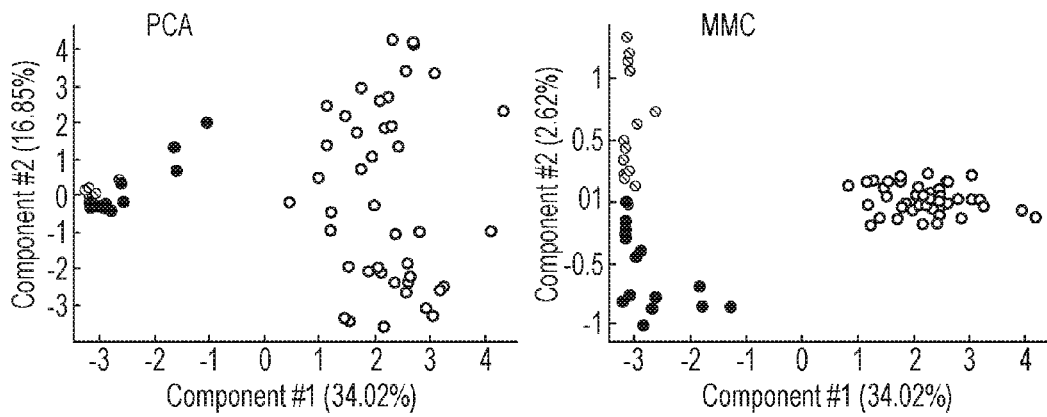 PCA
4
3
2
1
0
-1
-2
-3
Component #2 (16.85%)
-3 -2 -1 0 1 2 3 4
Component #1 (34.02%)
MMC
1
0.5
01
-0.5
-1
Component #2 (2.62%)
-3 -2 -1 0 1 2 3 4
Component #1 (34.02%)